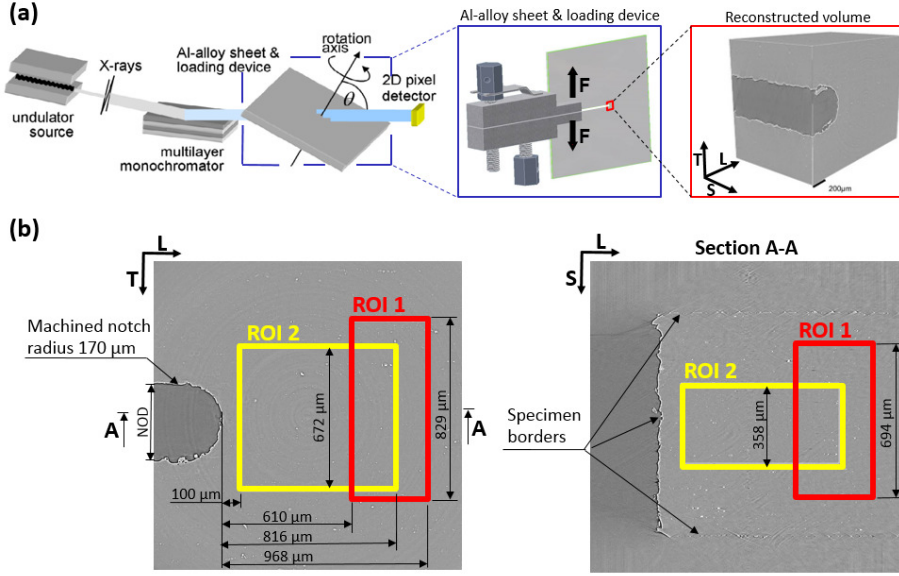 (a)
X-rays
undulator
source
multilayer
monochromator
Al-alloy sheet &
loading device
rotation
axis
θ
2D pixel
detector
Al-alloy sheet & loading device
F
F
Reconstructed volume
T
L
S
200µm
(b)
L
T
Machined notch
radius 170 µm
NOD
A
A
ROI 2
ROI 1
672 µm
829 µm
100 µm
610 µm
816 µm
968 µm
Section A-A
L
S
ROI 1
ROI 2
358 µm
694 µm
Specimen
borders